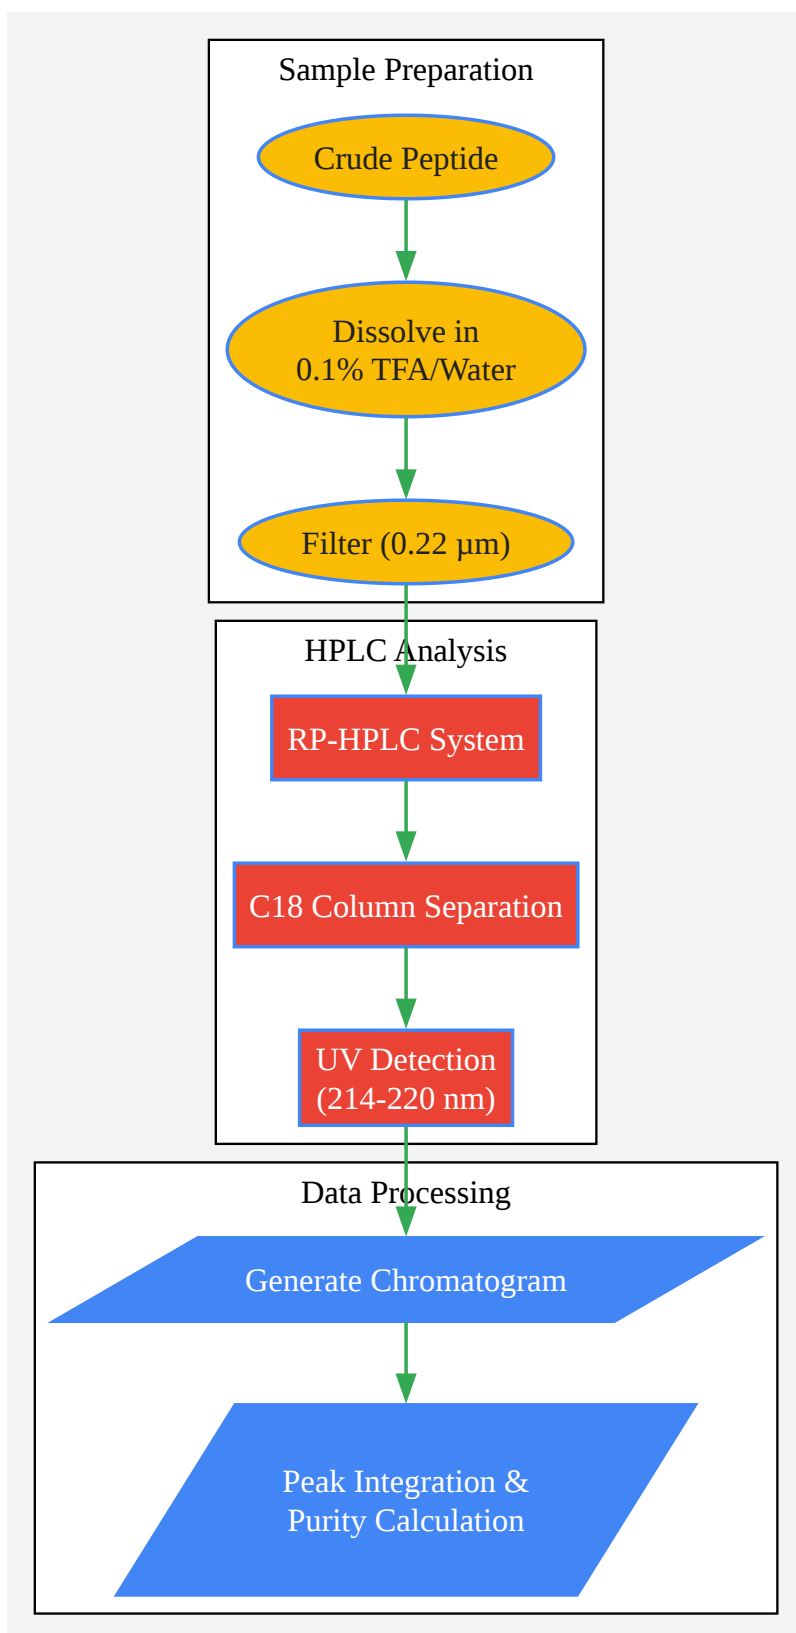 Sample Preparation
Crude Peptide
Dissolve in
0.1% TFA/Water
Filter (0.22 µm)
HPLC Analysis
RP-HPLC System
C18 Column Separation
UV Detection
(214-220 nm)
Data Processing
Generate Chromatogram
Peak Integration &
Purity Calculation